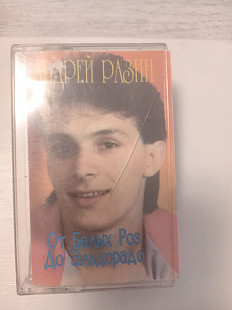 АНДРЕЙ РАЗИН
От Белых Роз
До Эльдорадо